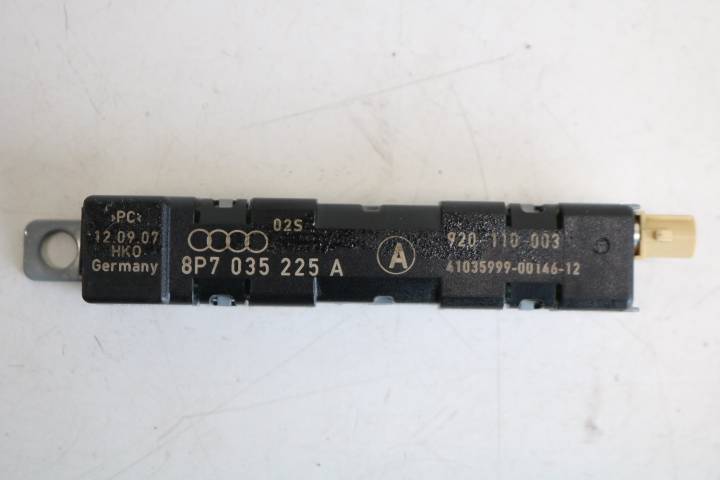 >PC<
12.09.07
HKO
Germany
02S
8P7 035 225 A
A
920-110-003
41035999-00146-12